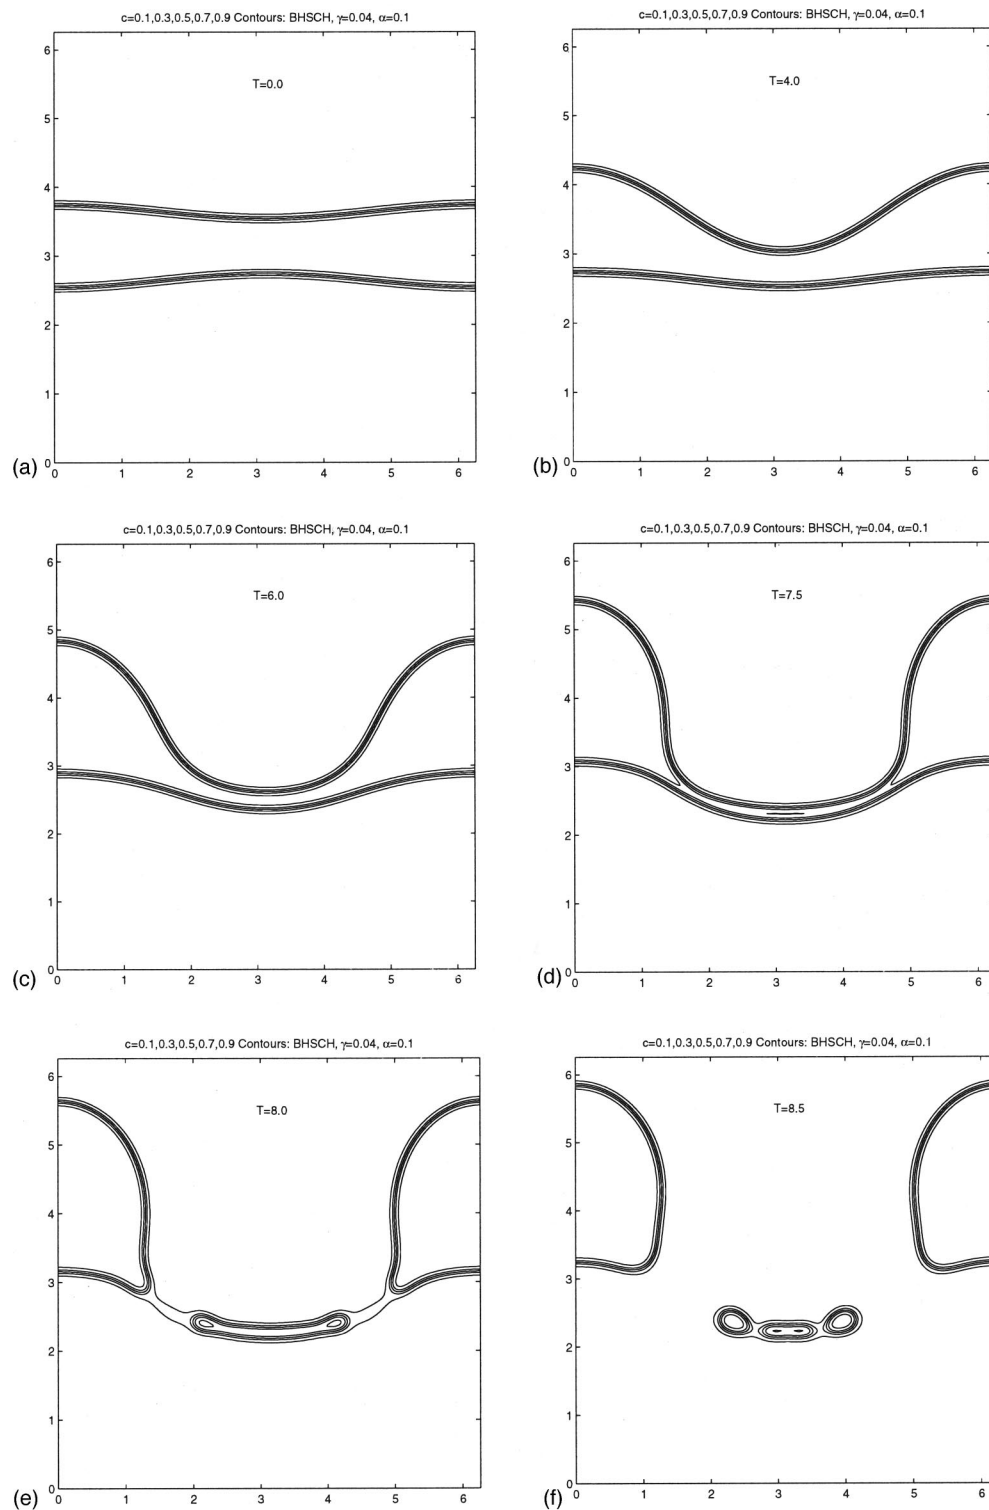 c=0.1,0.3,0.5,0.7,0.9 Contours: BHSCH, γ=0.04, α=0.1
T=0.0
6
5
4
3
2
1
0
0 1 2 3 4 5 6
(a)
c=0.1,0.3,0.5,0.7,0.9 Contours: BHSCH, γ=0.04, α=0.1
T=4.0
6
5
4
3
2
1
0
0 1 2 3 4 5 6
(b)
c=0.1,0.3,0.5,0.7,0.9 Contours: BHSCH, γ=0.04, α=0.1
T=6.0
6
5
4
3
2
1
0
0 1 2 3 4 5 6
(c)
c=0.1,0.3,0.5,0.7,0.9 Contours: BHSCH, γ=0.04, α=0.1
T=7.5
6
5
4
3
2
1
0
0 1 2 3 4 5 6
(d)
c=0.1,0.3,0.5,0.7,0.9 Contours: BHSCH, γ=0.04, α=0.1
T=8.0
6
5
4
3
2
1
0
0 1 2 3 4 5 6
(e)
c=0.1,0.3,0.5,0.7,0.9 Contours: BHSCH, γ=0.04, α=0.1
T=8.5
6
5
4
3
2
1
0
0 1 2 3 4 5 6
(f)